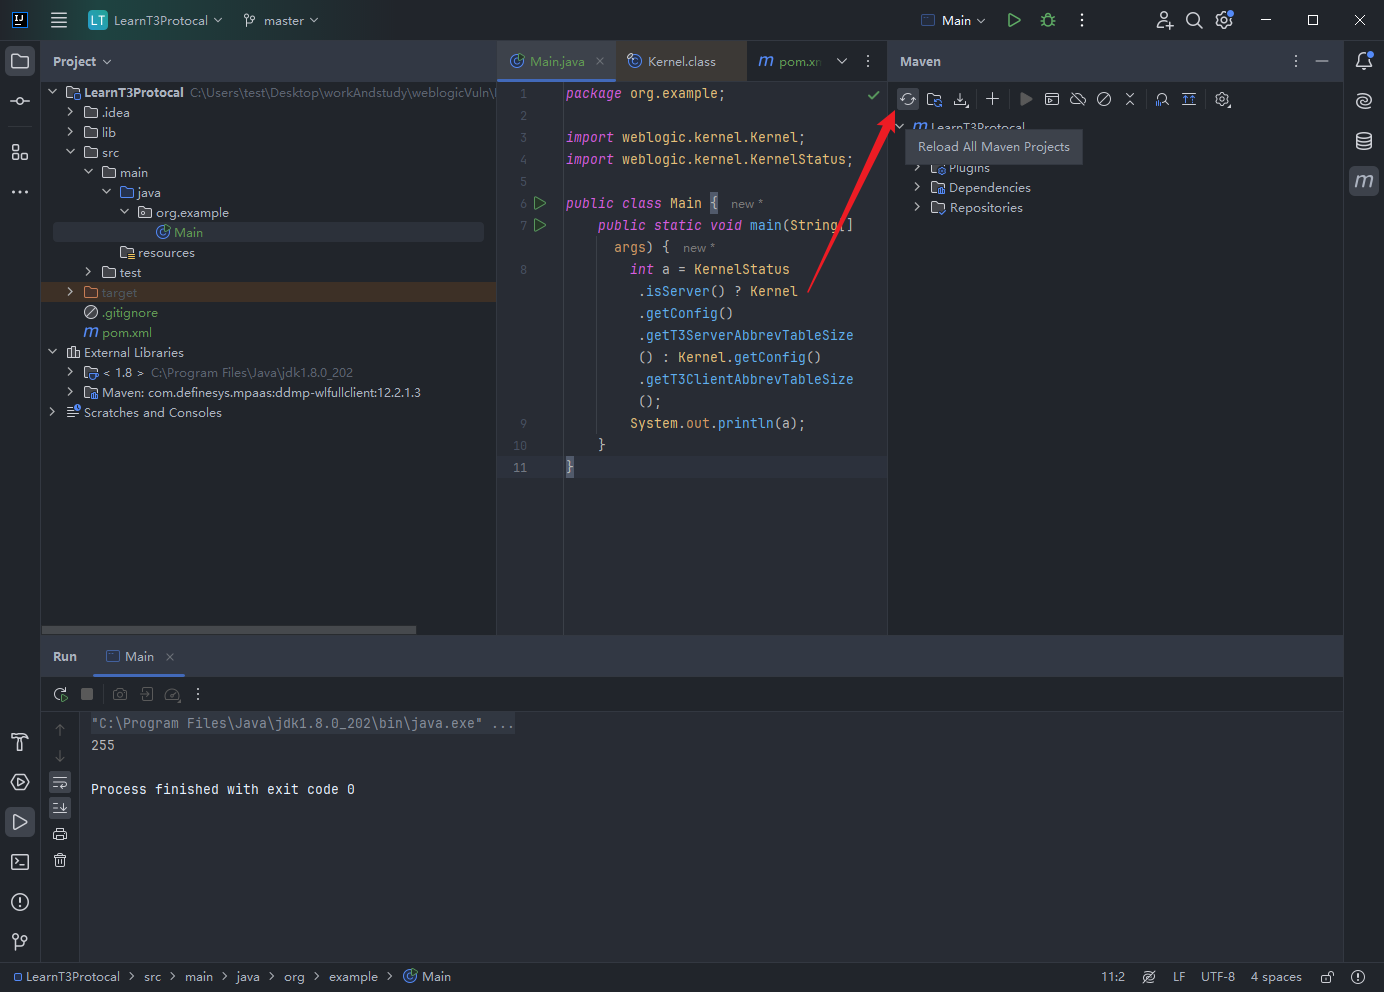 LT LearnT3Protocal master Main
Project
LearnT3Protocal C:\Users\test\Desktop\workAndstudy\weblogicVuln\
.idea
lib
src
main
java
org.example
Main
resources
test
target
.gitignore
m pom.xml
External Libraries
< 1.8 > C:\Program Files\Java\jdk1.8.0_202
Maven: com.definesys.mpaas:ddmp-wlfullclient:12.2.1.3
Scratches and Consoles
Main.java Kernel.class m pom.xm
1 package org.example;
2
3 import weblogic.kernel.Kernel;
4 import weblogic.kernel.KernelStatus;
5
6 public class Main { new *
7 public static void main(String[]
args) { new *
8 int a = KernelStatus
.isServer() ? Kernel
.getConfig()
.getT3ServerAbbrevTableSize
() : Kernel.getConfig()
.getT3ClientAbbrevTableSize
();
9 System.out.println(a);
10 }
11 }
Maven
m LearnT3Protocal
Reload All Maven Projects
Plugins
Dependencies
Repositories
m
Run Main
"C:\Program Files\Java\jdk1.8.0_202\bin\java.exe" ...
255
Process finished with exit code 0
LearnT3Protocal > src > main > java > org > example > Main
11:2 LF UTF-8 4 spaces